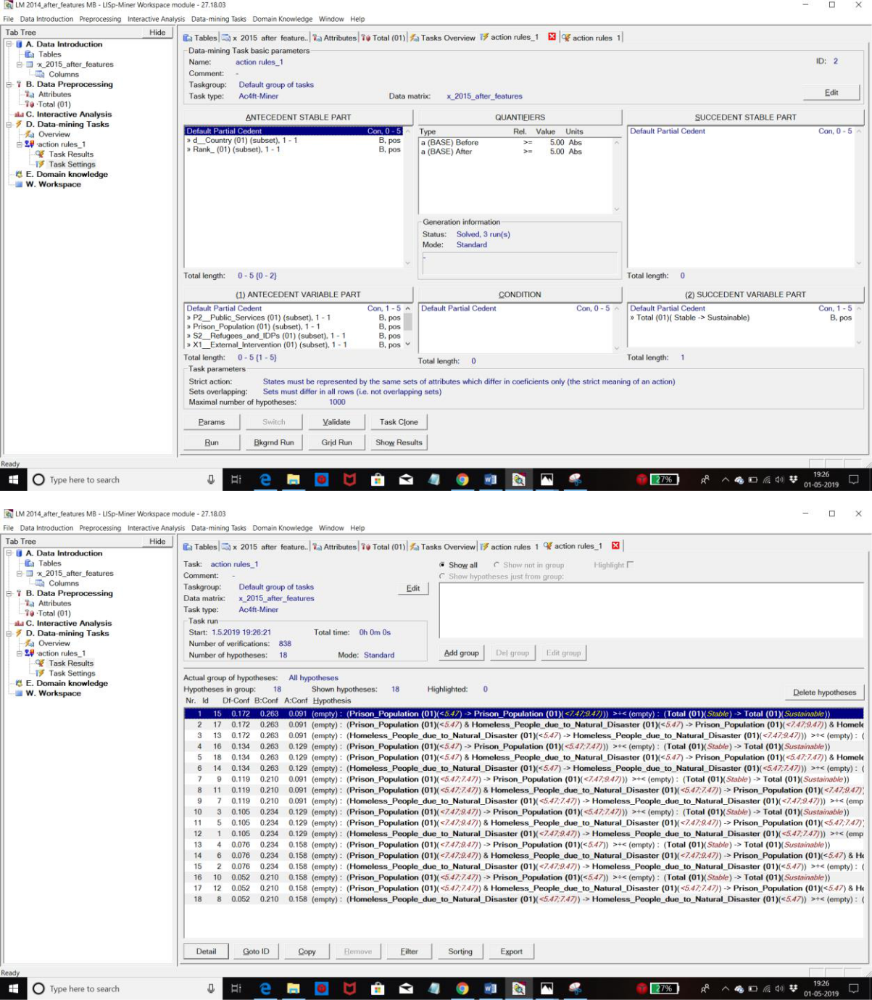 LM 2014_after_features MB - LISp-Miner Workspace module - 27.18.03
File Data Introduction Preprocessing Interactive Analysis Data-mining Tasks Domain Knowledge Window Help
Tab Tree Hide
A. Data Introduction
Tables
x_2015_after_features
Columns
B. Data Preprocessing
Attributes
Total (01)
C. Interactive Analysis
D. Data-mining Tasks
Overview
action rules_1
Task Results
Task Settings
E. Domain knowledge
W. Workspace
Tables x 2015 after feature.. Attributes Total (01) Tasks Overview action rules_1 action rules 1
Data-mining Task basic parameters
Name: action rules_1 ID: 2
Comment: -
Taskgroup: Default group of tasks
Task type: Ac4ft-Miner Data matrix: x_2015_after_features Edit
ANTECEDENT STABLE PART QUANTIFIERS SUCCEDENT STABLE PART
Default Partial Cedent Con, 0 - 5
» d__Country (01) (subset), 1 - 1 B, pos
» Rank_ (01) (subset), 1 - 1 B, pos
Total length: 0 - 5 {0 - 2}
Type Rel. Value Units
a (BASE) Before >= 5.00 Abs
a (BASE) After >= 5.00 Abs
Generation information
Status: Solved, 3 run(s)
Mode: Standard
-
Default Partial Cedent Con, 0 - 5
Total length: 0
(1) ANTECEDENT VARIABLE PART CONDITION (2) SUCCEDENT VARIABLE PART
Default Partial Cedent Con, 1 - 5
» P2__Public_Services (01) (subset), 1 - 1 B, pos
» Prison_Population (01) (subset), 1 - 1 B, pos
» S2__Refugees_and_IDPs (01) (subset), 1 - 1 B, pos
» X1__External_Intervention (01) (subset), 1 - 1 B, pos
Total length: 0 - 5 {1 - 5}
Default Partial Cedent Con, 0 - 5
Total length: 0
Default Partial Cedent Con, 1 - 5
» Total (01)( Stable -> Sustainable) B, pos
Total length: 1
Task parameters
Strict action: States must be represented by the same sets of attributes which differ in coeficients only (the strict meaning of an action)
Sets overlapping: Sets must differ in all rows (i.e. not overlapping sets)
Maximal number of hypotheses: 1000
Params Switch Validate Task Clone
Run Bkgrnd Run Grid Run Show Results
Ready
Type here to search 27% 19:26
01-05-2019
LM 2014_after_features MB - LISp-Miner Workspace module - 27.18.03
File Data Introduction Preprocessing Interactive Analysis Data-mining Tasks Domain Knowledge Window Help
Tab Tree Hide
A. Data Introduction
Tables
x_2015_after_features
Columns
B. Data Preprocessing
Attributes
Total (01)
C. Interactive Analysis
D. Data-mining Tasks
Overview
action rules_1
Task Results
Task Settings
E. Domain knowledge
W. Workspace
Tables x 2015 after feature.. Attributes Total (01) Tasks Overview action rules 1 action rules_1
Task: action rules_1
Comment: -
Taskgroup: Default group of tasks Edit
Data matrix: x_2015_after_features
Task type: Ac4ft-Miner
Task run
Start: 1.5.2019 19:26:21 Total time: 0h 0m 0s
Number of verifications: 838
Number of hypotheses: 18 Mode: Standard
Show all Show not in group Highlight
Show hypotheses just from group:
Add group Del group Edit group
Actual group of hypotheses: All hypotheses
Hypotheses in group: 18 Shown hypotheses: 18 Highlighted: 0 Delete hypotheses
Nr. Id Df-Conf B:Conf A:Conf Hypothesis
1 15 0.172 0.263 0.091 (empty) : (Prison_Population (01)(<5.47) -> Prison_Population (01)(<7.47;9.47))) >÷< (empty) : (Total (01)(Stable) -> Total (01)(Sustainable))
2 17 0.172 0.263 0.091 (empty) : (Prison_Population (01)(<5.47) & Homeless_People_due_to_Natural_Disaster (01)(<5.47) -> Prison_Population (01)(<7.47;9.47)) & Homele
3 13 0.172 0.263 0.091 (empty) : (Homeless_People_due_to_Natural_Disaster (01)(<5.47) -> Homeless_People_due_to_Natural_Disaster (01)(<7.47;9.47))) >÷< (empty) : (
4 16 0.134 0.263 0.129 (empty) : (Prison_Population (01)(<5.47) -> Prison_Population (01)(<5.47;7.47))) >÷< (empty) : (Total (01)(Stable) -> Total (01)(Sustainable))
5 18 0.134 0.263 0.129 (empty) : (Prison_Population (01)(<5.47) & Homeless_People_due_to_Natural_Disaster (01)(<5.47) -> Prison_Population (01)(<5.47;7.47)) & Homele
6 14 0.134 0.263 0.129 (empty) : (Homeless_People_due_to_Natural_Disaster (01)(<5.47) -> Homeless_People_due_to_Natural_Disaster (01)(<5.47;7.47))) >÷< (empty) : (
7 9 0.119 0.210 0.091 (empty) : (Prison_Population (01)(<5.47;7.47)) -> Prison_Population (01)(<7.47;9.47))) >÷< (empty) : (Total (01)(Stable) -> Total (01)(Sustainable))
8 11 0.119 0.210 0.091 (empty) : (Prison_Population (01)(<5.47;7.47)) & Homeless_People_due_to_Natural_Disaster (01)(<5.47;7.47)) -> Prison_Population (01)(<7.47;9.47)
9 7 0.119 0.210 0.091 (empty) : (Homeless_People_due_to_Natural_Disaster (01)(<5.47;7.47)) -> Homeless_People_due_to_Natural_Disaster (01)(<7.47;9.47))) >÷< (emp
10 3 0.105 0.234 0.129 (empty) : (Prison_Population (01)(<7.47;9.47)) -> Prison_Population (01)(<5.47;7.47))) >÷< (empty) : (Total (01)(Stable) -> Total (01)(Sustainable))
11 5 0.105 0.234 0.129 (empty) : (Prison_Population (01)(<7.47;9.47)) & Homeless_People_due_to_Natural_Disaster (01)(<7.47;9.47)) -> Prison_Population (01)(<5.47;7.47)
12 1 0.105 0.234 0.129 (empty) : (Homeless_People_due_to_Natural_Disaster (01)(<7.47;9.47)) -> Homeless_People_due_to_Natural_Disaster (01)(<5.47;7.47))) >÷< (emp
13 4 0.076 0.234 0.158 (empty) : (Prison_Population (01)(<7.47;9.47)) -> Prison_Population (01)(<5.47)) >÷< (empty) : (Total (01)(Stable) -> Total (01)(Sustainable))
14 6 0.076 0.234 0.158 (empty) : (Prison_Population (01)(<7.47;9.47)) & Homeless_People_due_to_Natural_Disaster (01)(<7.47;9.47)) -> Prison_Population (01)(<5.47) & Ho
15 2 0.076 0.234 0.158 (empty) : (Homeless_People_due_to_Natural_Disaster (01)(<7.47;9.47)) -> Homeless_People_due_to_Natural_Disaster (01)(<5.47)) >÷< (empty) : (
16 10 0.052 0.210 0.158 (empty) : (Prison_Population (01)(<5.47;7.47)) -> Prison_Population (01)(<5.47)) >÷< (empty) : (Total (01)(Stable) -> Total (01)(Sustainable))
17 12 0.052 0.210 0.158 (empty) : (Prison_Population (01)(<5.47;7.47)) & Homeless_People_due_to_Natural_Disaster (01)(<5.47;7.47)) -> Prison_Population (01)(<5.47) & Ho
18 8 0.052 0.210 0.158 (empty) : (Homeless_People_due_to_Natural_Disaster (01)(<5.47;7.47)) -> Homeless_People_due_to_Natural_Disaster (01)(<5.47)) >÷< (empty) : (
Detail Goto ID Copy Remove Filter Sorting Export
Ready
Type here to search 27% 19:26
01-05-2019